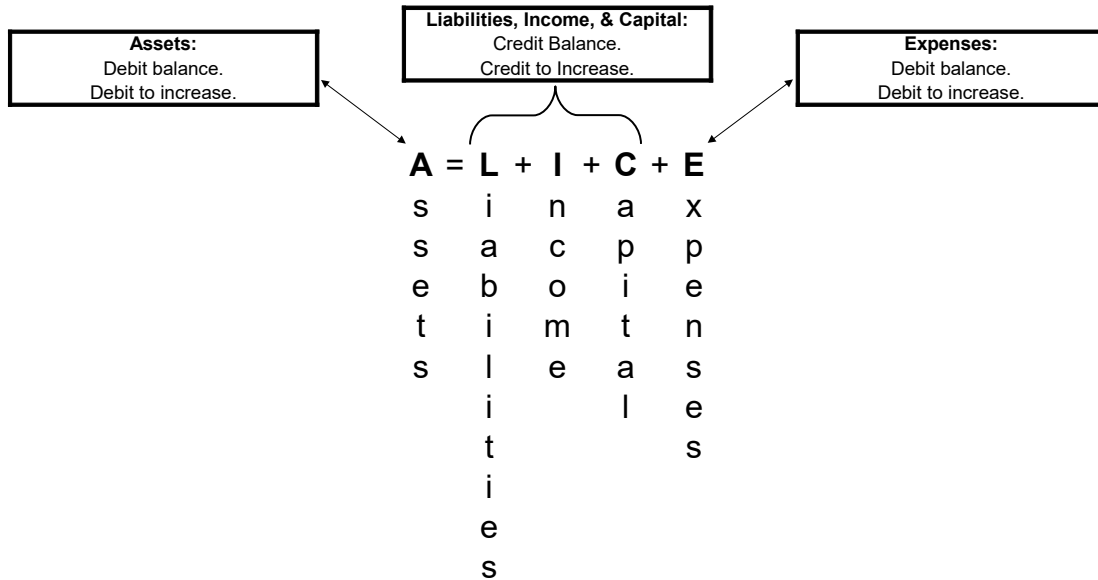 Liabilities, Income, & Capital:
Credit Balance.
Credit to Increase.
Assets:
Debit balance.
Debit to increase.
Expenses:
Debit balance.
Debit to increase.
A = L + I + C + E
s i n a x
s a c p p
e b o i e
t i m t n
s l e a s
i l e
t s
i
e
s